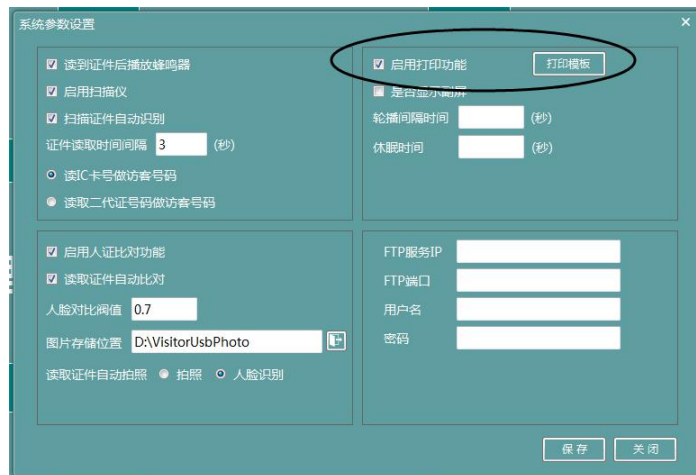 系统参数设置
读到证件后播放蜂鸣器
启用扫描仪
扫描证件自动识别
证件读取时间间隔 3 (秒)
读IC卡号做访客号码
读取二代证号码做访客号码
启用打印功能 打印模板
是否显示副屏
轮播间隔时间 (秒)
休眠时间 (秒)
启用人证比对功能
读取证件自动比对
人脸对比阀值 0.7
图片存储位置 D:\VisitorUsbPhoto
读取证件自动拍照 拍照 人脸识别
FTP服务IP
FTP端口
用户名
密码
保存 关闭